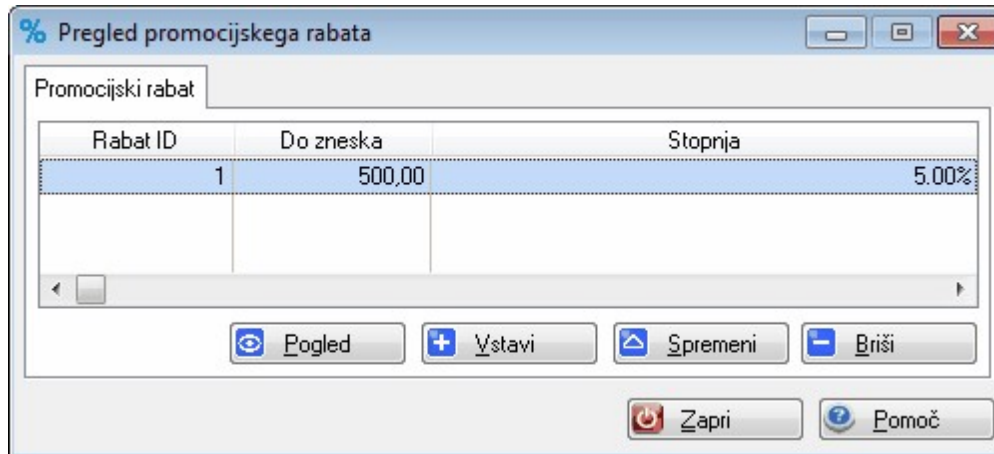 % Pregled promocijskega rabata
Promocijski rabat
Rabat ID Do zneska Stopnja
1 500,00 5.00%
Pogled Vstavi Spremeni Briši
Zapri Pomoč